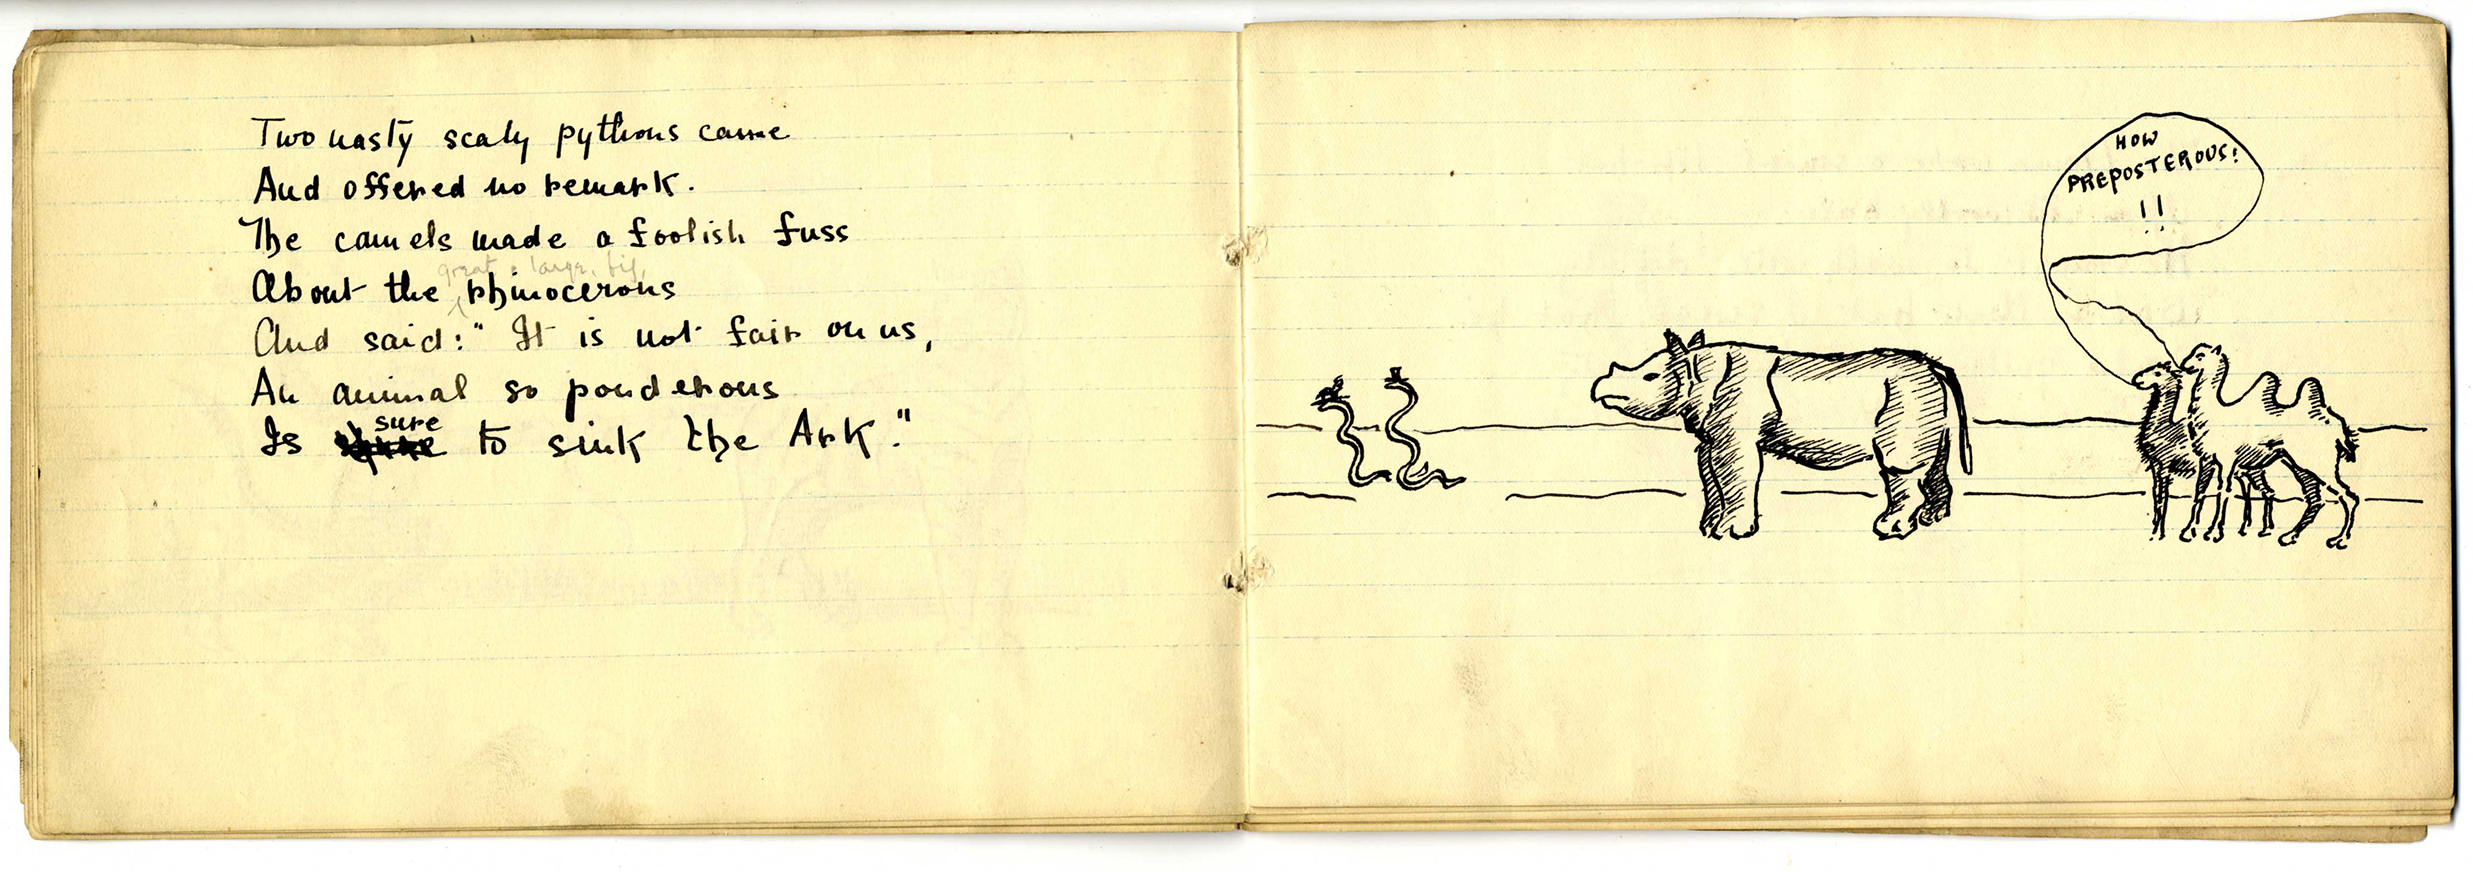 Two nasty scaly pythons came
And offered no remark.
The camels made a foolish fuss
great, large, big,
About the rhinocerous
And said: "It is not fair on us,
An animal so ponderous
sure
Is to sink the Ark."
HOW
PREPOSTEROUS!
!!